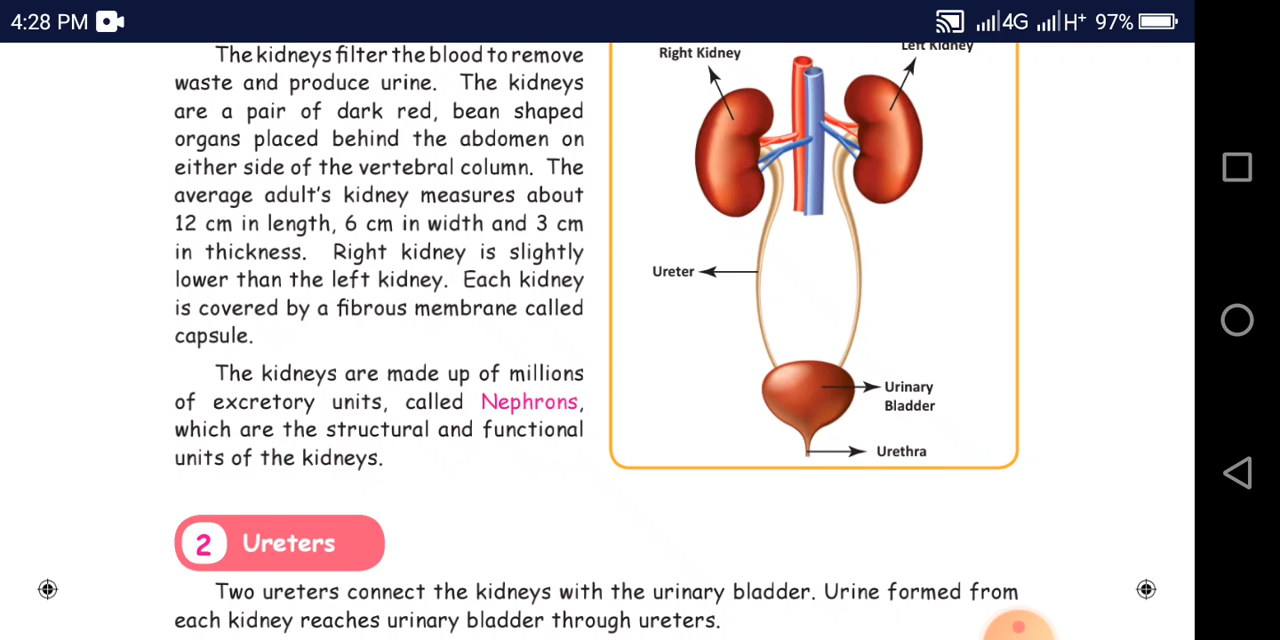 4:28 PM 4G H+ 97%
The kidneys filter the blood to remove
waste and produce urine. The kidneys
are a pair of dark red, bean shaped
organs placed behind the abdomen on
either side of the vertebral column. The
average adult's kidney measures about
12 cm in length, 6 cm in width and 3 cm
in thickness. Right kidney is slightly
lower than the left kidney. Each kidney
is covered by a fibrous membrane called
capsule.
The kidneys are made up of millions
of excretory units, called Nephrons,
which are the structural and functional
units of the kidneys.
Right Kidney
Left Kidney
Ureter
Urinary
Bladder
Urethra
2 Ureters
Two ureters connect the kidneys with the urinary bladder. Urine formed from
each kidney reaches urinary bladder through ureters.